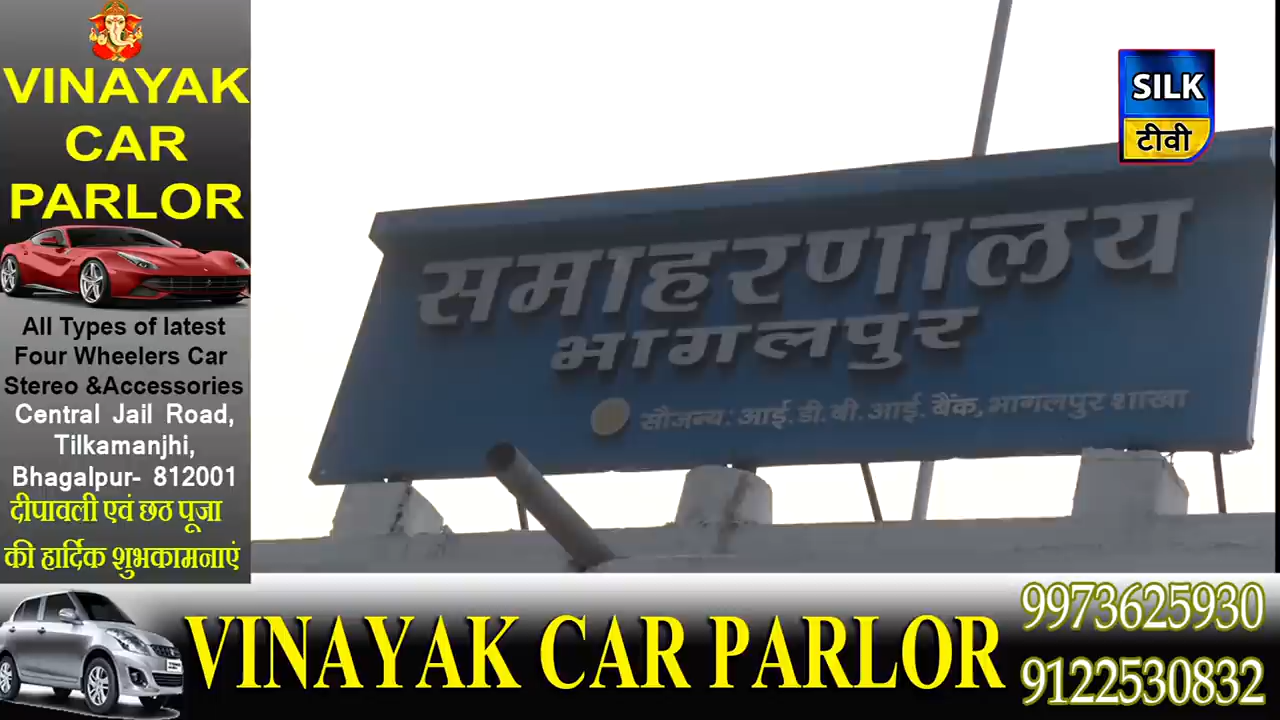 VINAYAK
CAR
PARLOR
All Types of latest
Four Wheelers Car
Stereo &Accessories
Central Jail Road,
Tilkamanjhi,
Bhagalpur- 812001
दीपावली एवं छठ पूजा
की हार्दिक शुभकामनाएं
SILK
टीवी
समाहरणालय
भागलपुर
सौजन्य: आई. डी. बी. आई. बैंक, भागलपुर शाखा
VINAYAK CAR PARLOR
9973625930
9122530832